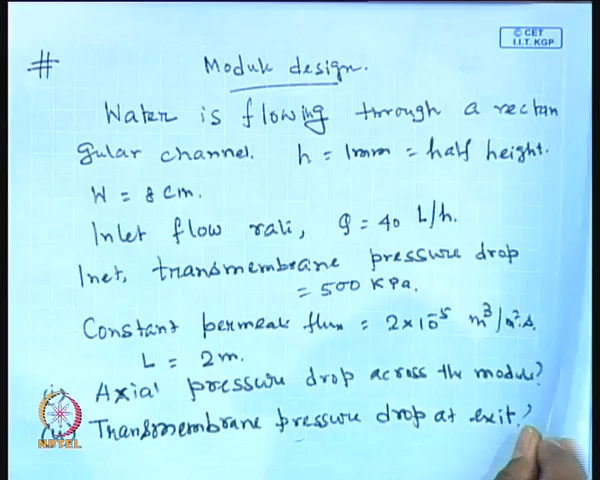 © CET
I.I.T. KGP
# Module design.
Water is flowing through a rectan
gular channel. h = 1mm = half height.
W = 8 cm.
Inlet flow rate, Q = 40 L/h.
Inet, transmembrane pressure drop
= 500 KPa.
Constant permeate flux = 2×10⁻⁵ m³/m².s.
L = 2m.
Axial pressure drop across the module?
Transmembrane pressure drop at exit?
NPTEL